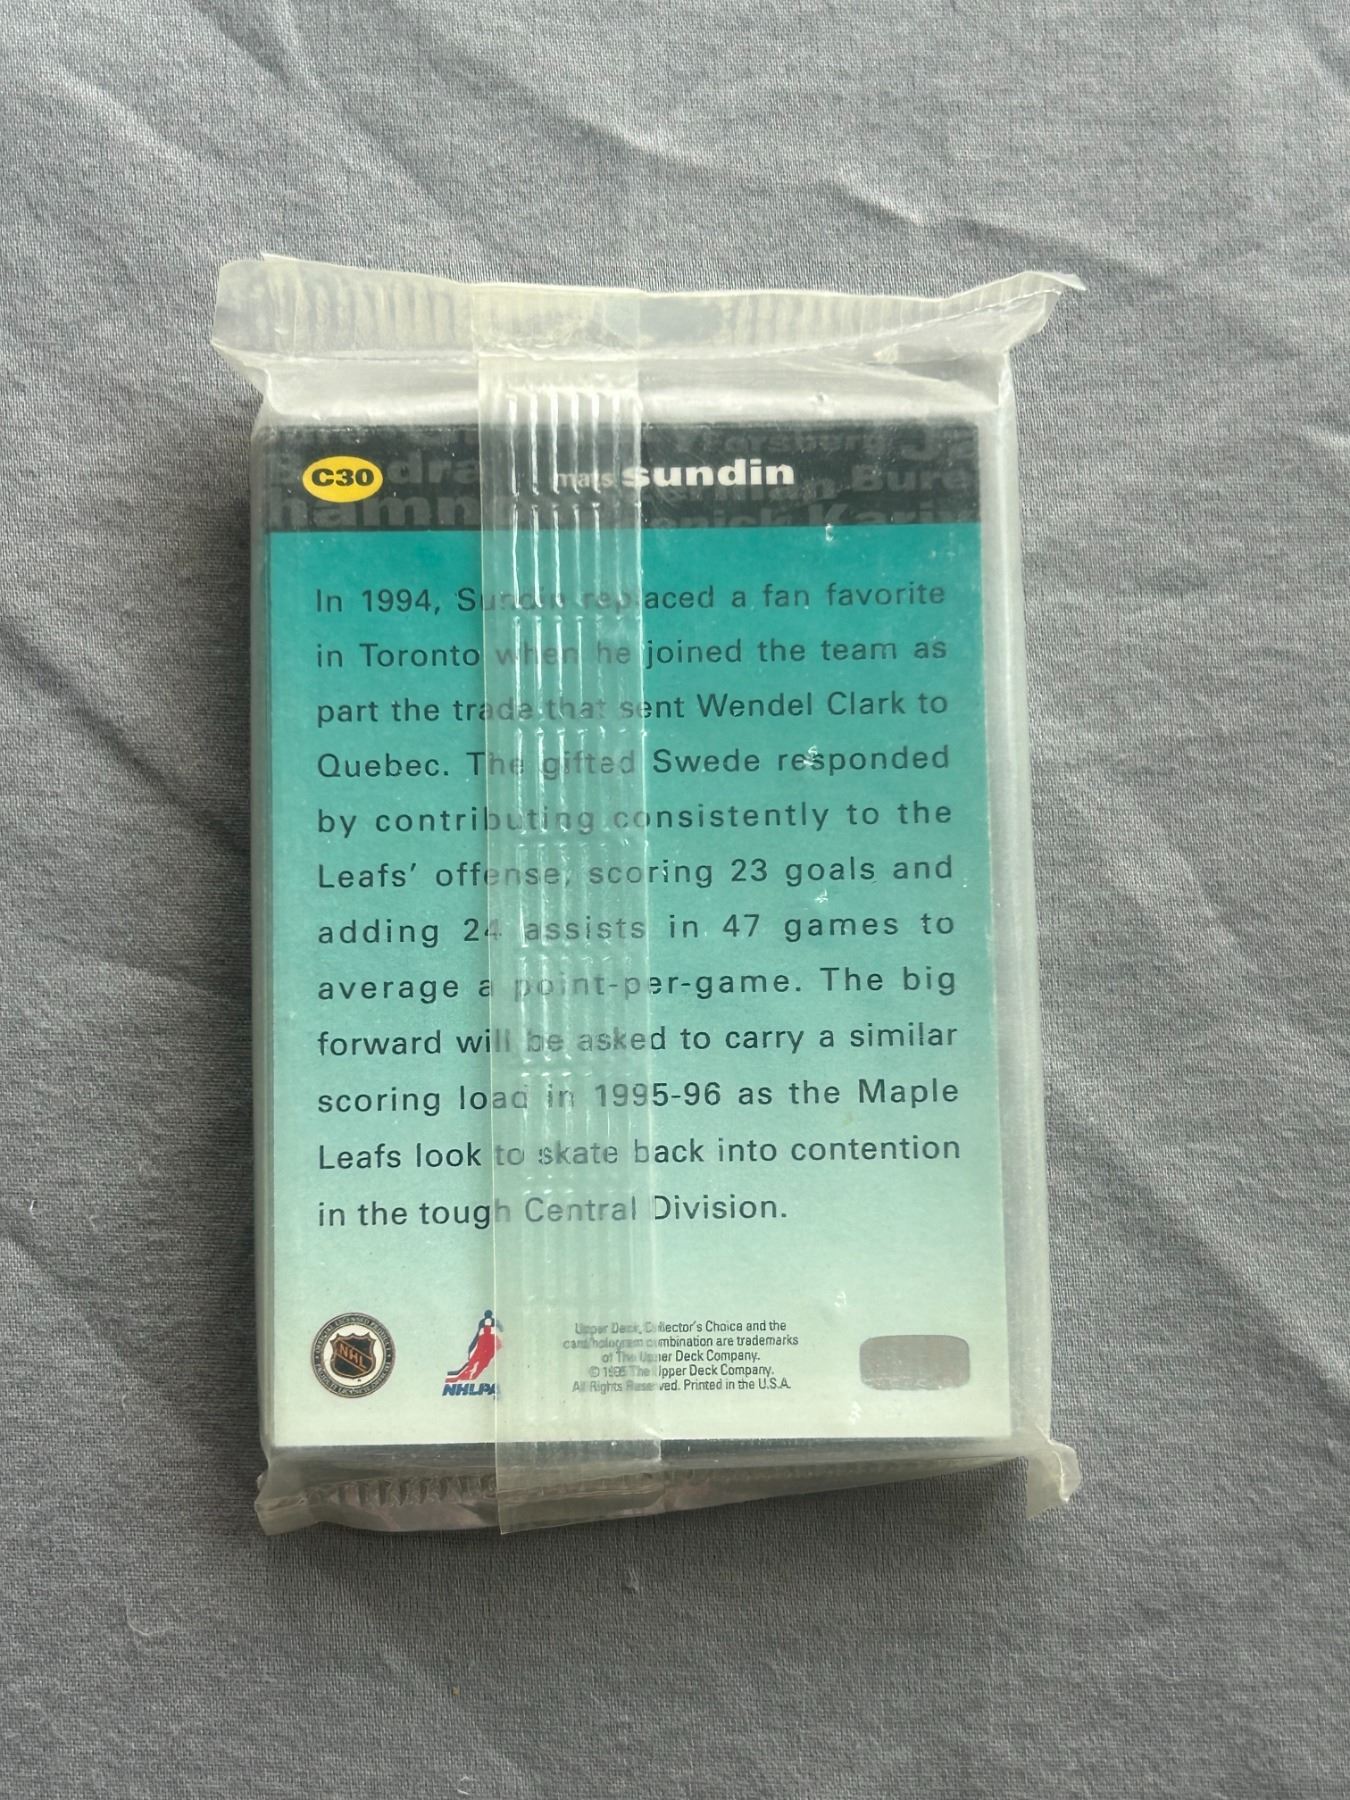 C30
mats sundin
In 1994, Sundin replaced a fan favorite
in Toronto when he joined the team as
part the trade that sent Wendel Clark to
Quebec. The gifted Swede responded
by contributing consistently to the
Leafs' offense, scoring 23 goals and
adding 24 assists in 47 games to
average a point-per-game. The big
forward will be asked to carry a similar
scoring load in 1995-96 as the Maple
Leafs look to skate back into contention
in the tough Central Division.
NHL
NHLPA
Upper Deck, Collector's Choice and the
card/hologram combination are trademarks
of The Upper Deck Company.
© 1995 The Upper Deck Company.
All Rights Reserved. Printed in the U.S.A.